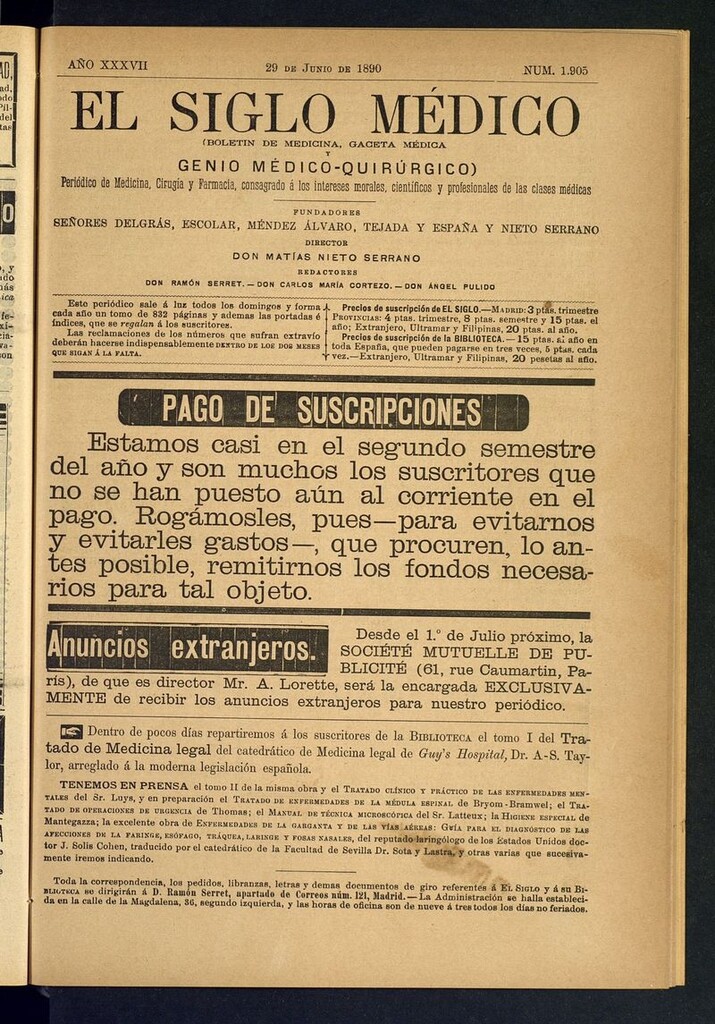 AÑO XXXVII 29 DE JUNIO DE 1890 NUM. 1.905
EL SIGLO MÉDICO
(BOLETIN DE MEDICINA, GACETA MÉDICA
Y
GENIO MÉDICO-QUIRÚRGICO)
Periódico de Medicina, Cirugía y Farmacia, consagrado á los intereses morales, científicos y profesionales de las clases médicas
FUNDADORES
SEÑORES DELGRÁS, ESCOLAR, MÉNDEZ ÁLVARO, TEJADA Y ESPAÑA Y NIETO SERRANO
DIRECTOR
DON MATÍAS NIETO SERRANO
REDACTORES
DON RAMÓN SERRET.—DON CARLOS MARÍA CORTEZO.—DON ÁNGEL PULIDO
Este periódico sale á luz todos los domingos y forma
cada año un tomo de 832 páginas y ademas las portadas é
índices, que se regalan á los suscritores.
Las reclamaciones de los números que sufran extravío
deberán hacerse indispensablemente DENTRO DE LOS DOS MESES
QUE SIGAN Á LA FALTA.
Precios de suscripción de EL SIGLO.—MADRID: 3 ptas. trimestre
PROVINCIAS: 4 ptas. trimestre, 8 ptas. semestre y 15 ptas. el
año; Extranjero, Ultramar y Filipinas, 20 ptas. al año.
Precios de suscripción de la BIBLIOTECA.—15 ptas. al año en
toda España, que pueden pagarse en tres veces, 5 ptas. cada
vez.—Extranjero, Ultramar y Filipinas, 20 pesetas al año.
PAGO DE SUSCRIPCIONES
Estamos casi en el segundo semestre
del año y son muchos los suscritores que
no se han puesto aún al corriente en el
pago. Rogámosles, pues—para evitarnos
y evitarles gastos—, que procuren, lo an-
tes posible, remitirnos los fondos necesa-
rios para tal objeto.
Anuncios extranjeros.
Desde el 1.º de Julio próximo, la
SOCIÉTÉ MUTUELLE DE PU-
BLICITÉ (61, rue Caumartin, Pa-
rís), de que es director Mr. A. Lorette, será la encargada EXCLUSIVA-
MENTE de recibir los anuncios extranjeros para nuestro periódico.
Dentro de pocos días repartiremos á los suscritores de la BIBLIOTECA el tomo I del Tra-
tado de Medicina legal del catedrático de Medicina legal de Guy's Hospital, Dr. A-S. Tay-
lor, arreglado á la moderna legislación española.
TENEMOS EN PRENSA el tomo II de la misma obra y el TRATADO CLÍNICO Y PRÁCTICO DE LAS ENFERMEDADES MEN-
TALES del Sr. Luys, y en preparación el TRATADO DE ENFERMEDADES DE LA MÉDULA ESPINAL de Bryom-Bramwel; el TRA-
TADO DE OPERACIONES DE URGENCIA de Thomas; el MANUAL DE TÉCNICA MICROSCÓPICA del Sr. Latteux; la HIGIENE ESPECIAL de
Mantegazza; la excelente obra de ENFERMEDADES DE LA GARGANTA Y DE LAS VÍAS AÉREAS: GUÍA PARA EL DIAGNÓSTICO DE LAS
AFECCIONES DE LA FARINGE, ESÓFAGO, TRÁQUEA, LARINGE Y FOSAS NASALES, del reputado laringólogo de los Estados Unidos doc-
tor J. Solis Cohen, traducido por el catedrático de la Facultad de Sevilla Dr. Sota y Lastra, y otras varias que sucesiva-
mente iremos indicando.
Toda la correspondencia, los pedidos, libranzas, letras y demas documentos de giro referentes á EL SIGLO y á su BI-
BLIOTECA se dirigirán á D. Ramón Serret, apartado de Correos núm. 121, Madrid.—La Administración se halla estableci-
da en la calle de la Magdalena, 36, segundo izquierda, y las horas de oficina son de nueve á tres todos los días no feriados.